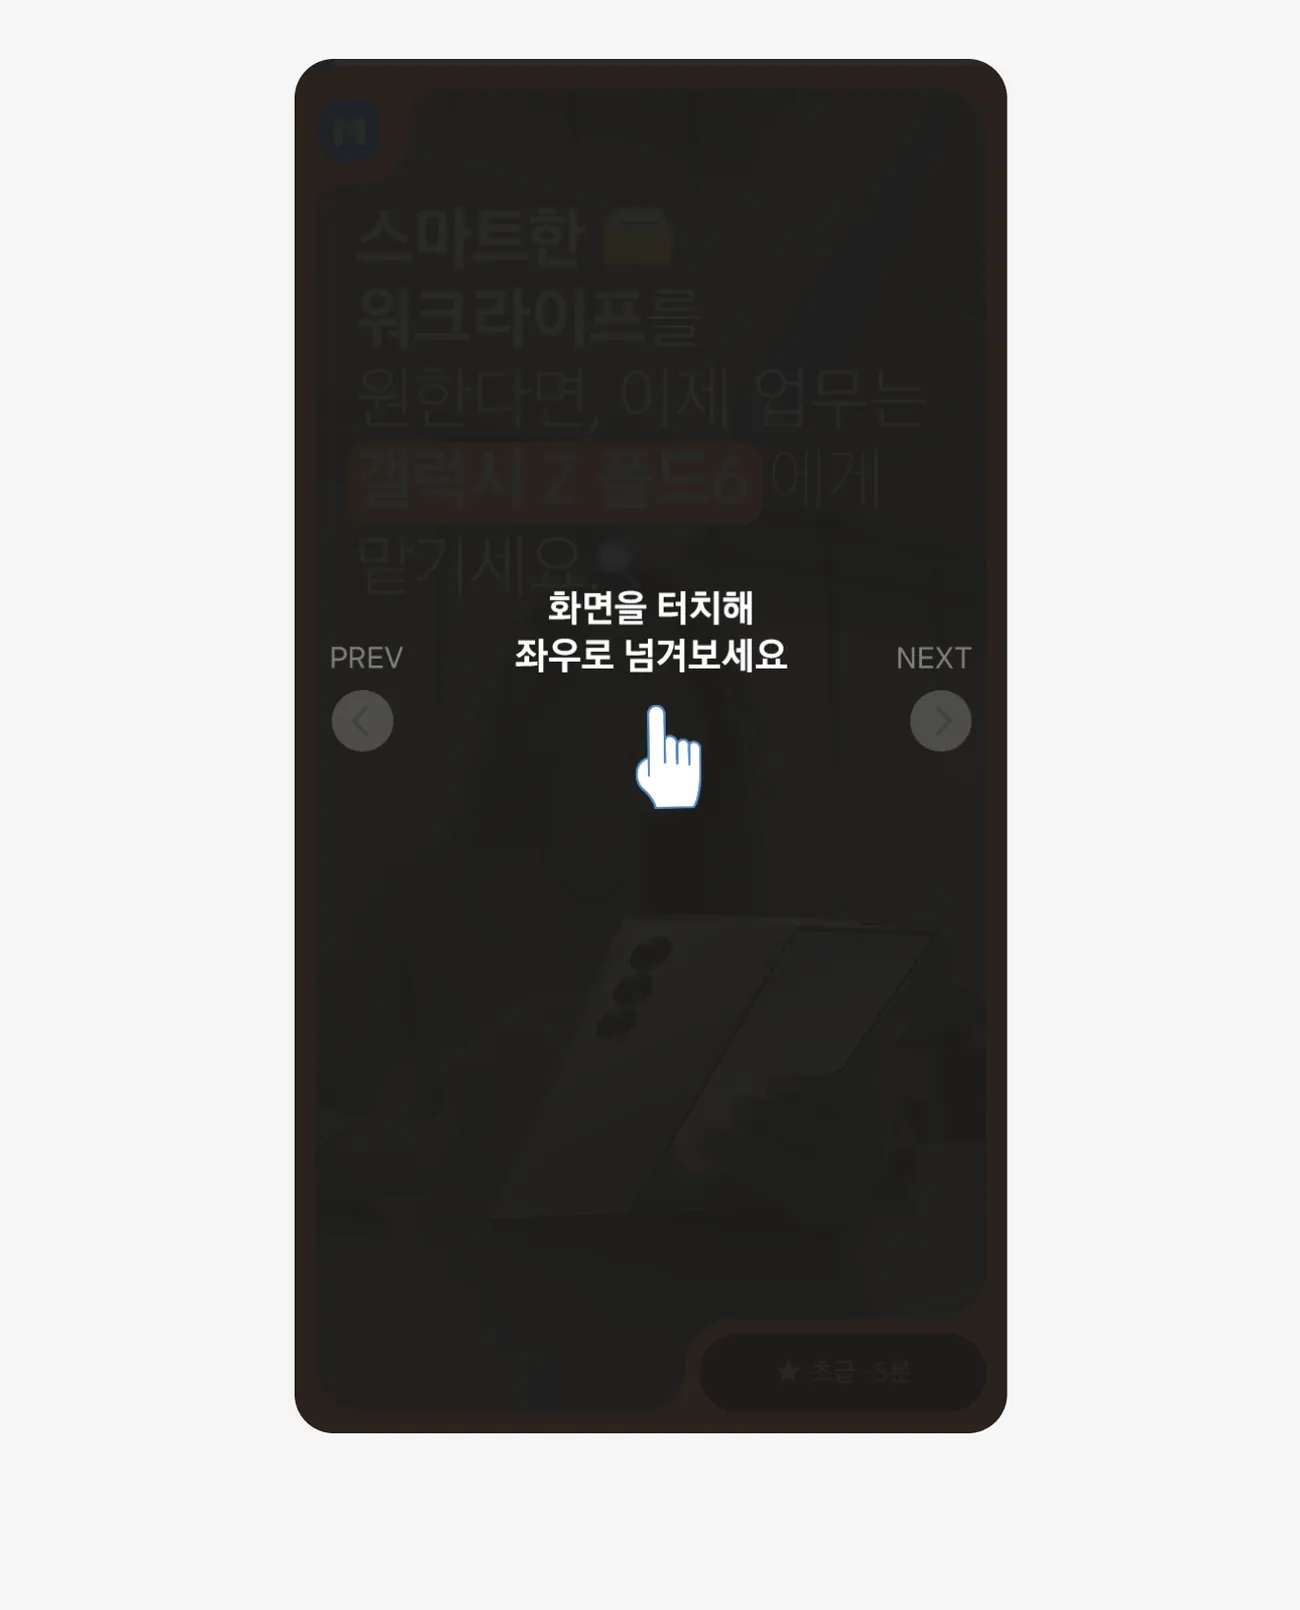 M
스마트한
워크라이프를
원한다면, 이제 업무는
갤럭시 Z 폴드6 에게
맡기세요.
화면을 터치해
좌우로 넘겨보세요
PREV
NEXT
★ 초급 · 5분